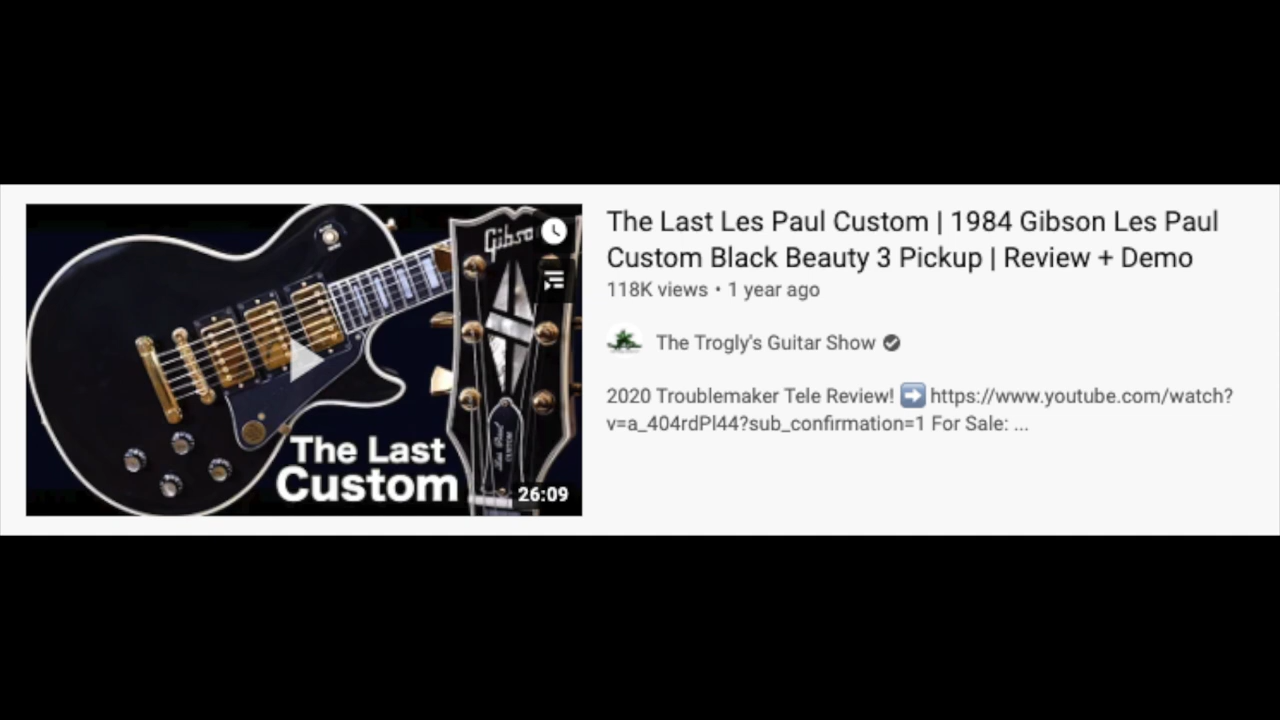 Gibso
The Last
Custom
26:09
The Last Les Paul Custom | 1984 Gibson Les Paul
Custom Black Beauty 3 Pickup | Review + Demo
118K views • 1 year ago
The Trogly's Guitar Show
2020 Troublemaker Tele Review! ➡️ https://www.youtube.com/watch?
v=a_404rdPl44?sub_confirmation=1 For Sale: ...